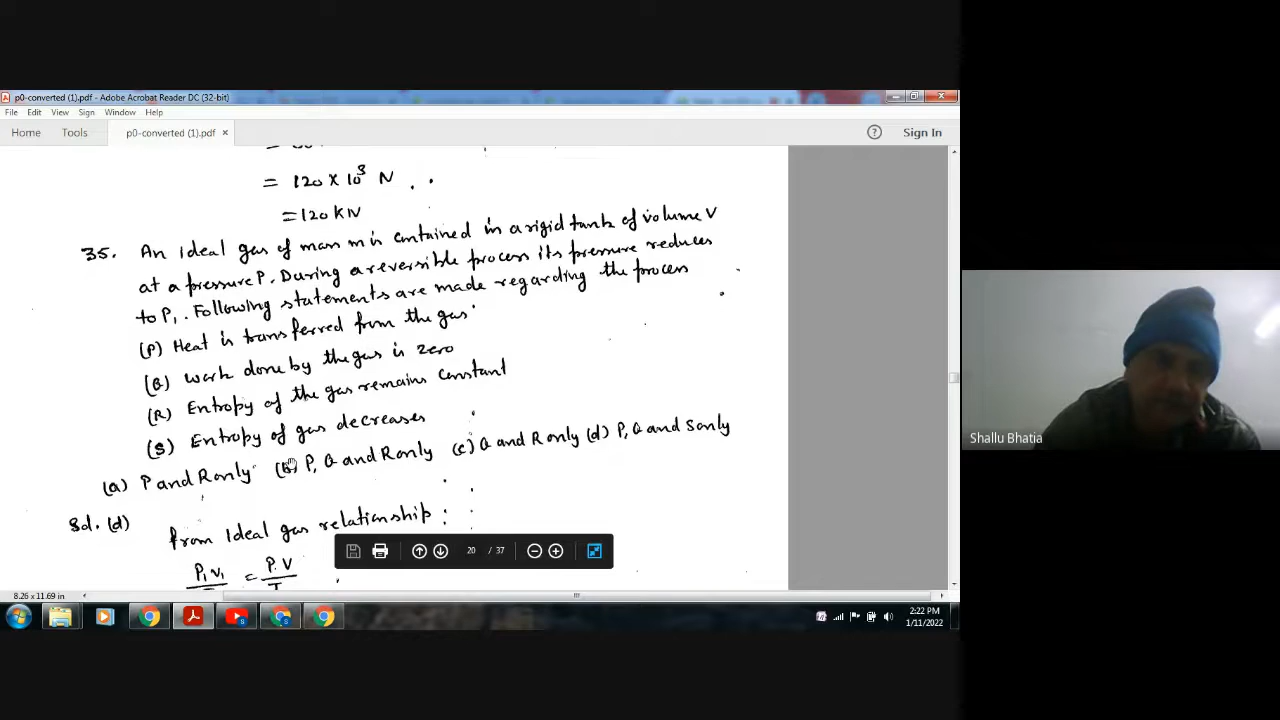 p0-converted (1).pdf - Adobe Acrobat Reader DC (32-bit)
File Edit View Sign Window Help
Home Tools p0-converted (1).pdf × ? Sign In
= 120 × 10³ N
= 120 KN
35. An ideal gas of mass m is contained in a rigid tank of volume V
at a pressure P. During a reversible process its pressure reduces
to P₁. Following statements are made regarding the process
(P) Heat is transferred from the gas
(Q) Work done by the gas is zero
(R) Entropy of the gas remains constant
(S) Entropy of gas decreases
(a) P and R only (b) P, Q and R only (c) Q and R only (d) P, Q and S only
Sol. (d)
from Ideal gas relationship :
P₁V₁ = P.V
T
20 / 37
8.26 x 11.69 in
2:22 PM
1/11/2022
Shallu Bhatia